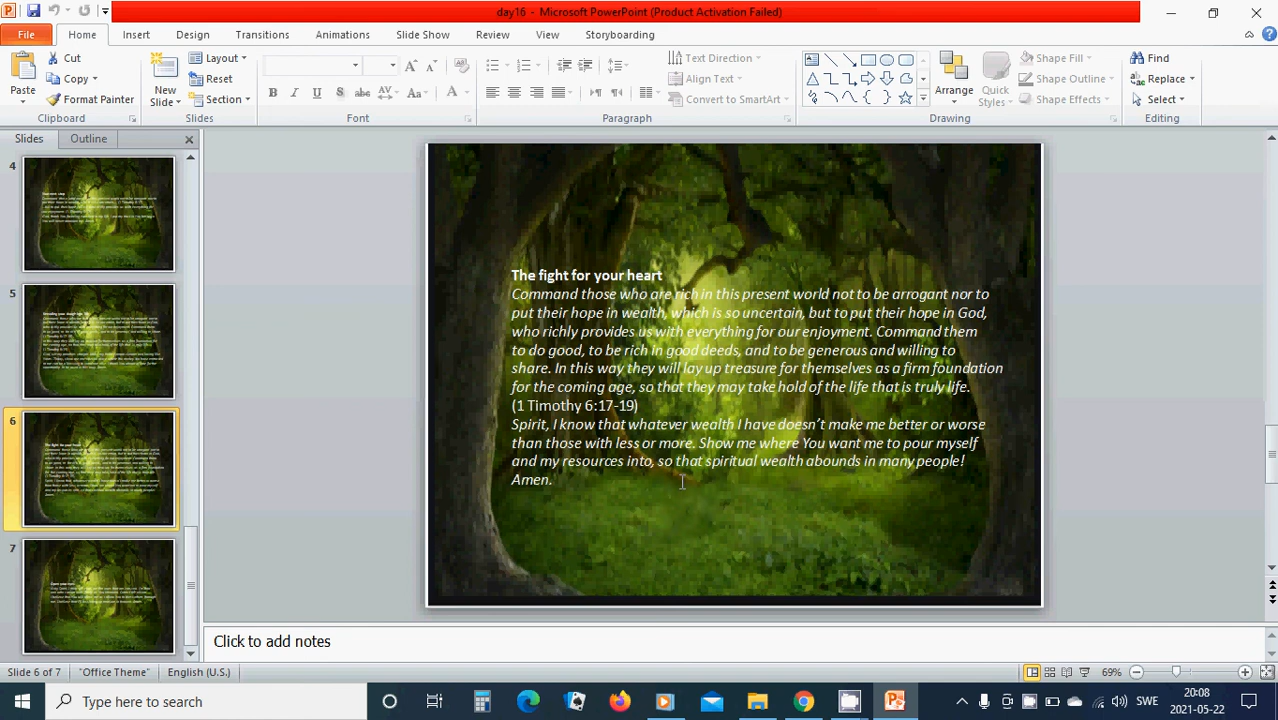 day16 - Microsoft PowerPoint (Product Activation Failed)
File Home Insert Design Transitions Animations Slide Show Review View Storyboarding
Paste
Cut
Copy
Format Painter
Clipboard
New Slide
Layout
Reset
Section
Slides
Font
Text Direction
Align Text
Convert to SmartArt
Paragraph
Arrange
Quick Styles
Shape Fill
Shape Outline
Shape Effects
Drawing
Find
Replace
Select
Editing
Slides Outline
4
5
6
7
The fight for your heart
Command those who are rich in this present world not to be arrogant nor to
put their hope in wealth, which is so uncertain, but to put their hope in God,
who richly provides us with everything for our enjoyment. Command them
to do good, to be rich in good deeds, and to be generous and willing to
share. In this way they will lay up treasure for themselves as a firm foundation
for the coming age, so that they may take hold of the life that is truly life.
(1 Timothy 6:17-19)
Spirit, I know that whatever wealth I have doesn’t make me better or worse
than those with less or more. Show me where You want me to pour myself
and my resources into, so that spiritual wealth abounds in many people!
Amen.
Click to add notes
Slide 6 of 7 "Office Theme" English (U.S.) 69%
Type here to search
SWE
20:08
2021-05-22